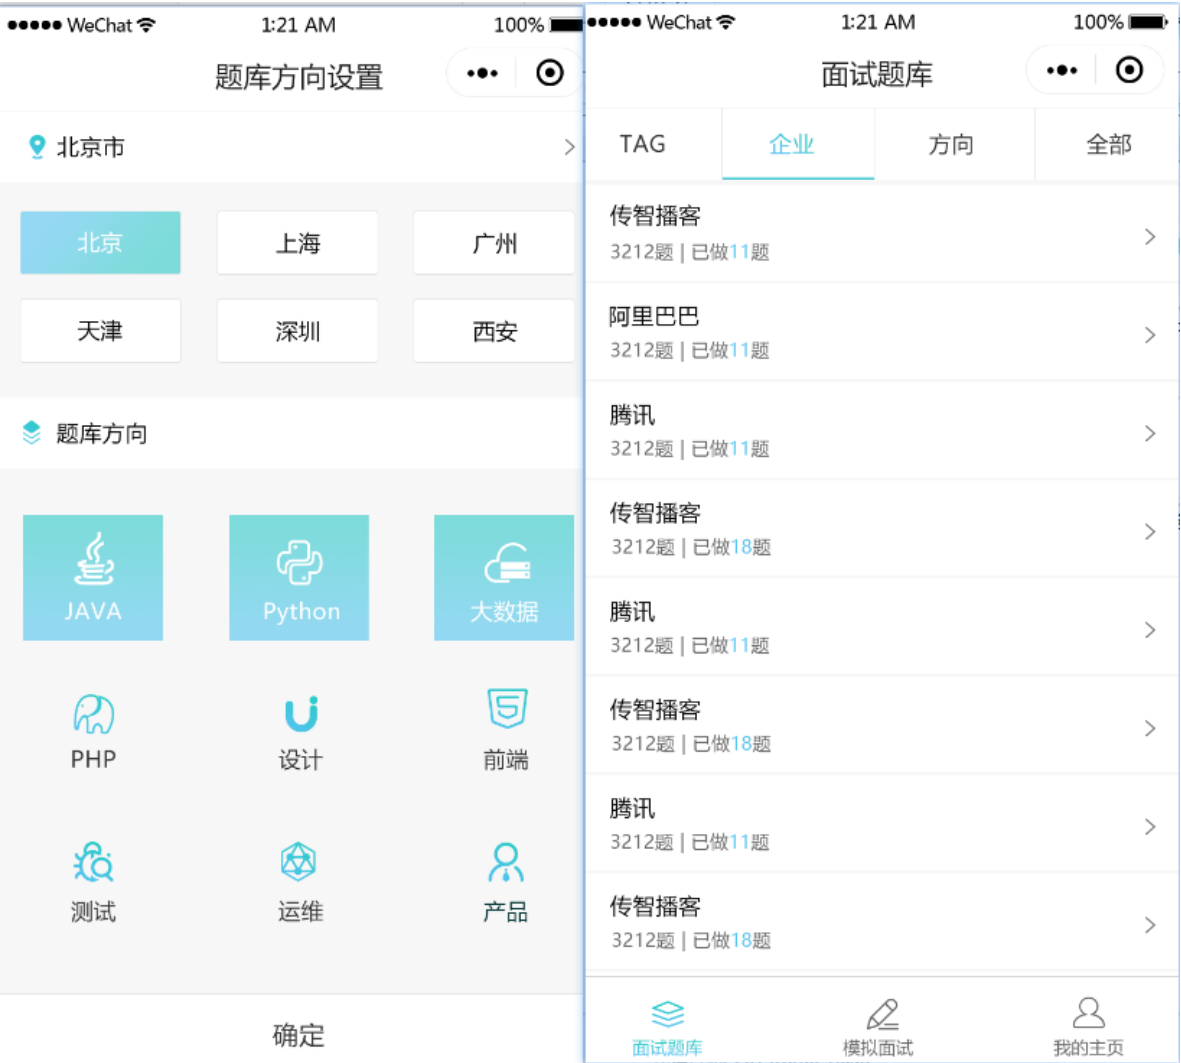 WeChat 1:21 AM 100%
题库方向设置
北京市
北京 上海 广州
天津 深圳 西安
题库方向
JAVA Python 大数据
PHP 设计 前端
测试 运维 产品
确定
WeChat 1:21 AM 100%
面试题库
TAG 企业 方向 全部
传智播客
3212题 | 已做11题
阿里巴巴
3212题 | 已做11题
腾讯
3212题 | 已做11题
传智播客
3212题 | 已做18题
腾讯
3212题 | 已做11题
传智播客
3212题 | 已做18题
腾讯
3212题 | 已做11题
传智播客
3212题 | 已做18题
面试题库 模拟面试 我的主页